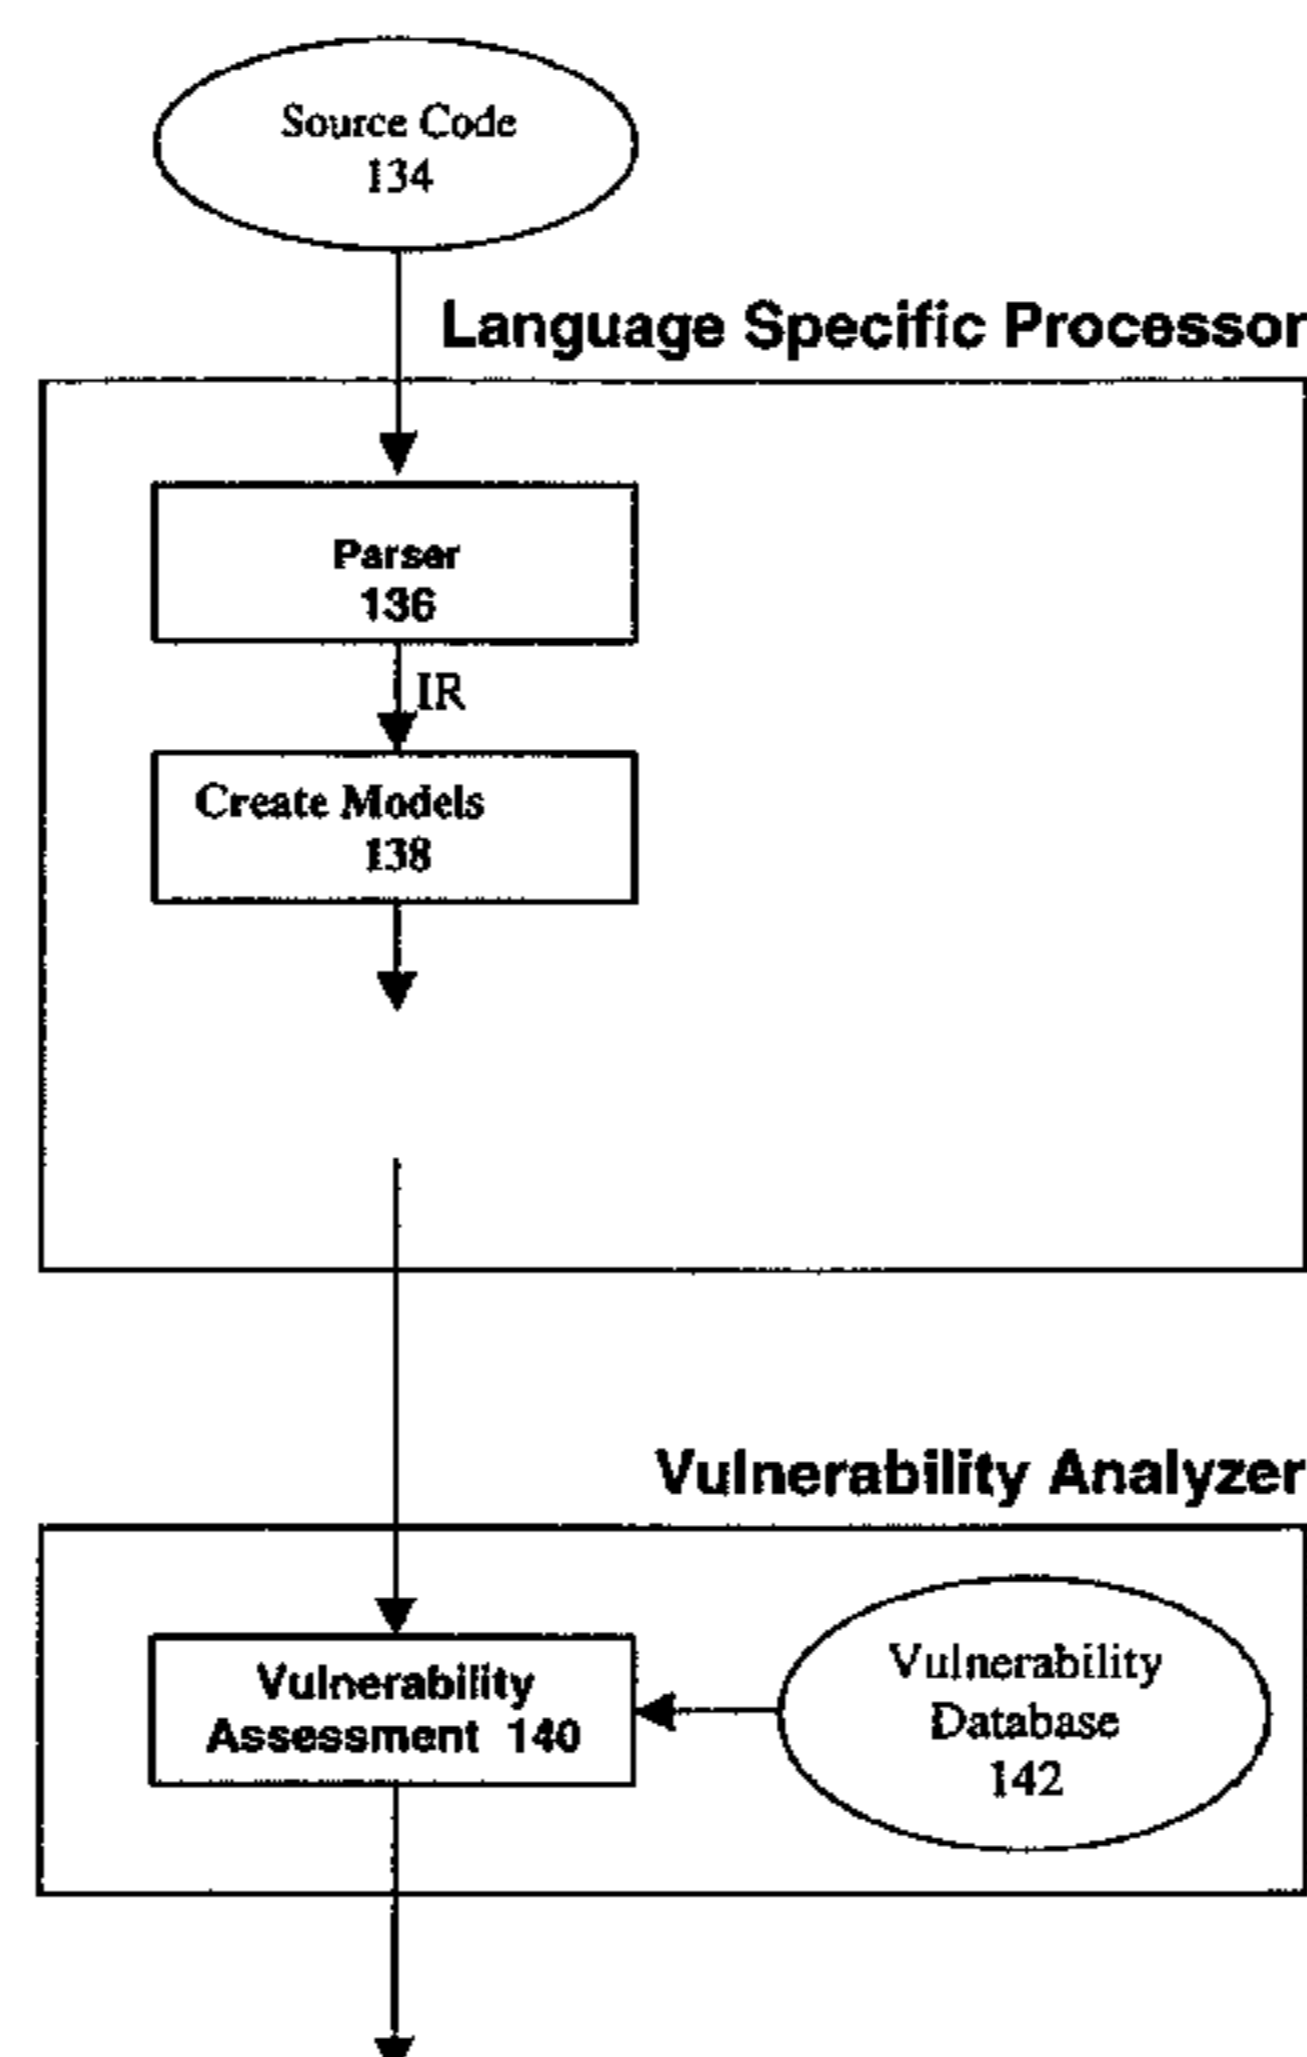 Source Code
134
Language Specific Processor
Parser
136
IR
Create Models
138
Vulnerability Analyzer
Vulnerability
Assessment 140
Vulnerability
Database
142